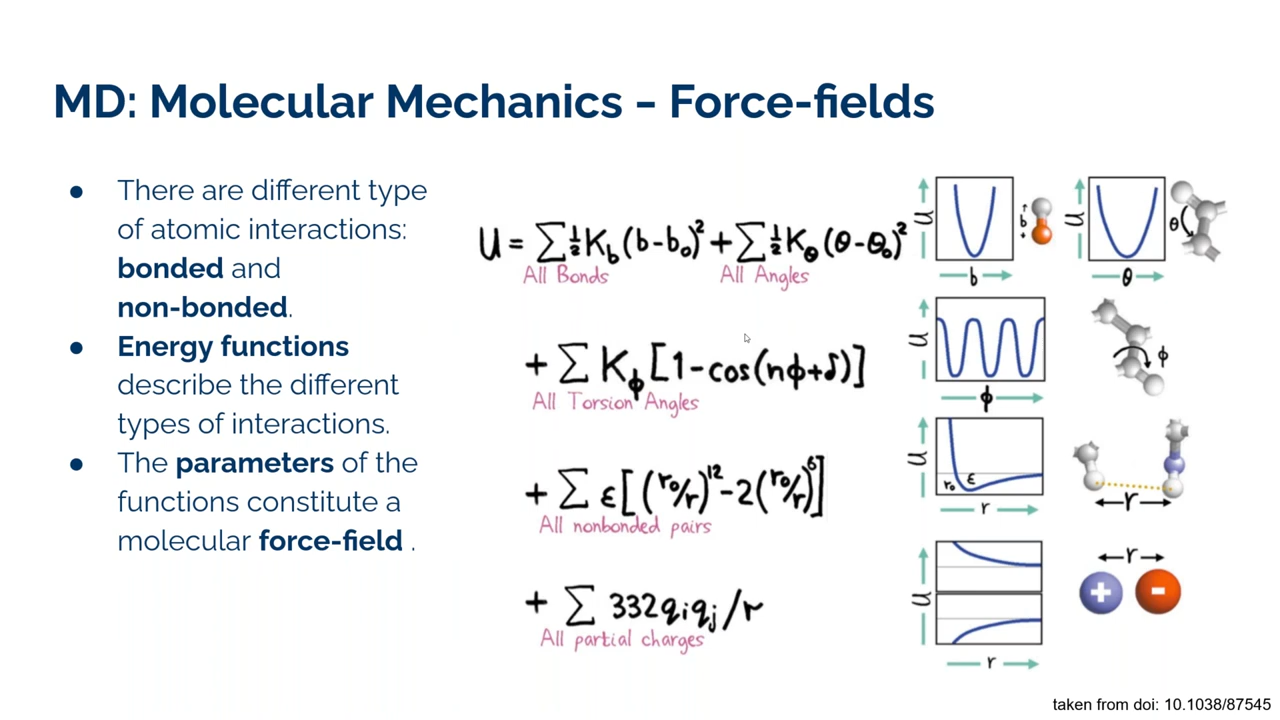 MD: Molecular Mechanics – Force-fields
● There are different type
of atomic interactions:
bonded and
non-bonded.
● Energy functions
describe the different
types of interactions.
● The parameters of the
functions constitute a
molecular force-field .
U = Σ ½ K_b (b-b₀)² + Σ ½ K_θ (θ-θ₀)²
All Bonds All Angles
+ Σ K_ϕ [1-cos(nϕ+δ)]
All Torsion Angles
+ Σ ε[(r₀/r)¹²-2(r₀/r)⁶]
All nonbonded pairs
+ Σ 332qᵢqⱼ/r
All partial charges
U
b
b
U
θ
θ
U
ϕ
ϕ
U
r₀ ε
r
r
U
r
r
+ -
taken from doi: 10.1038/87545